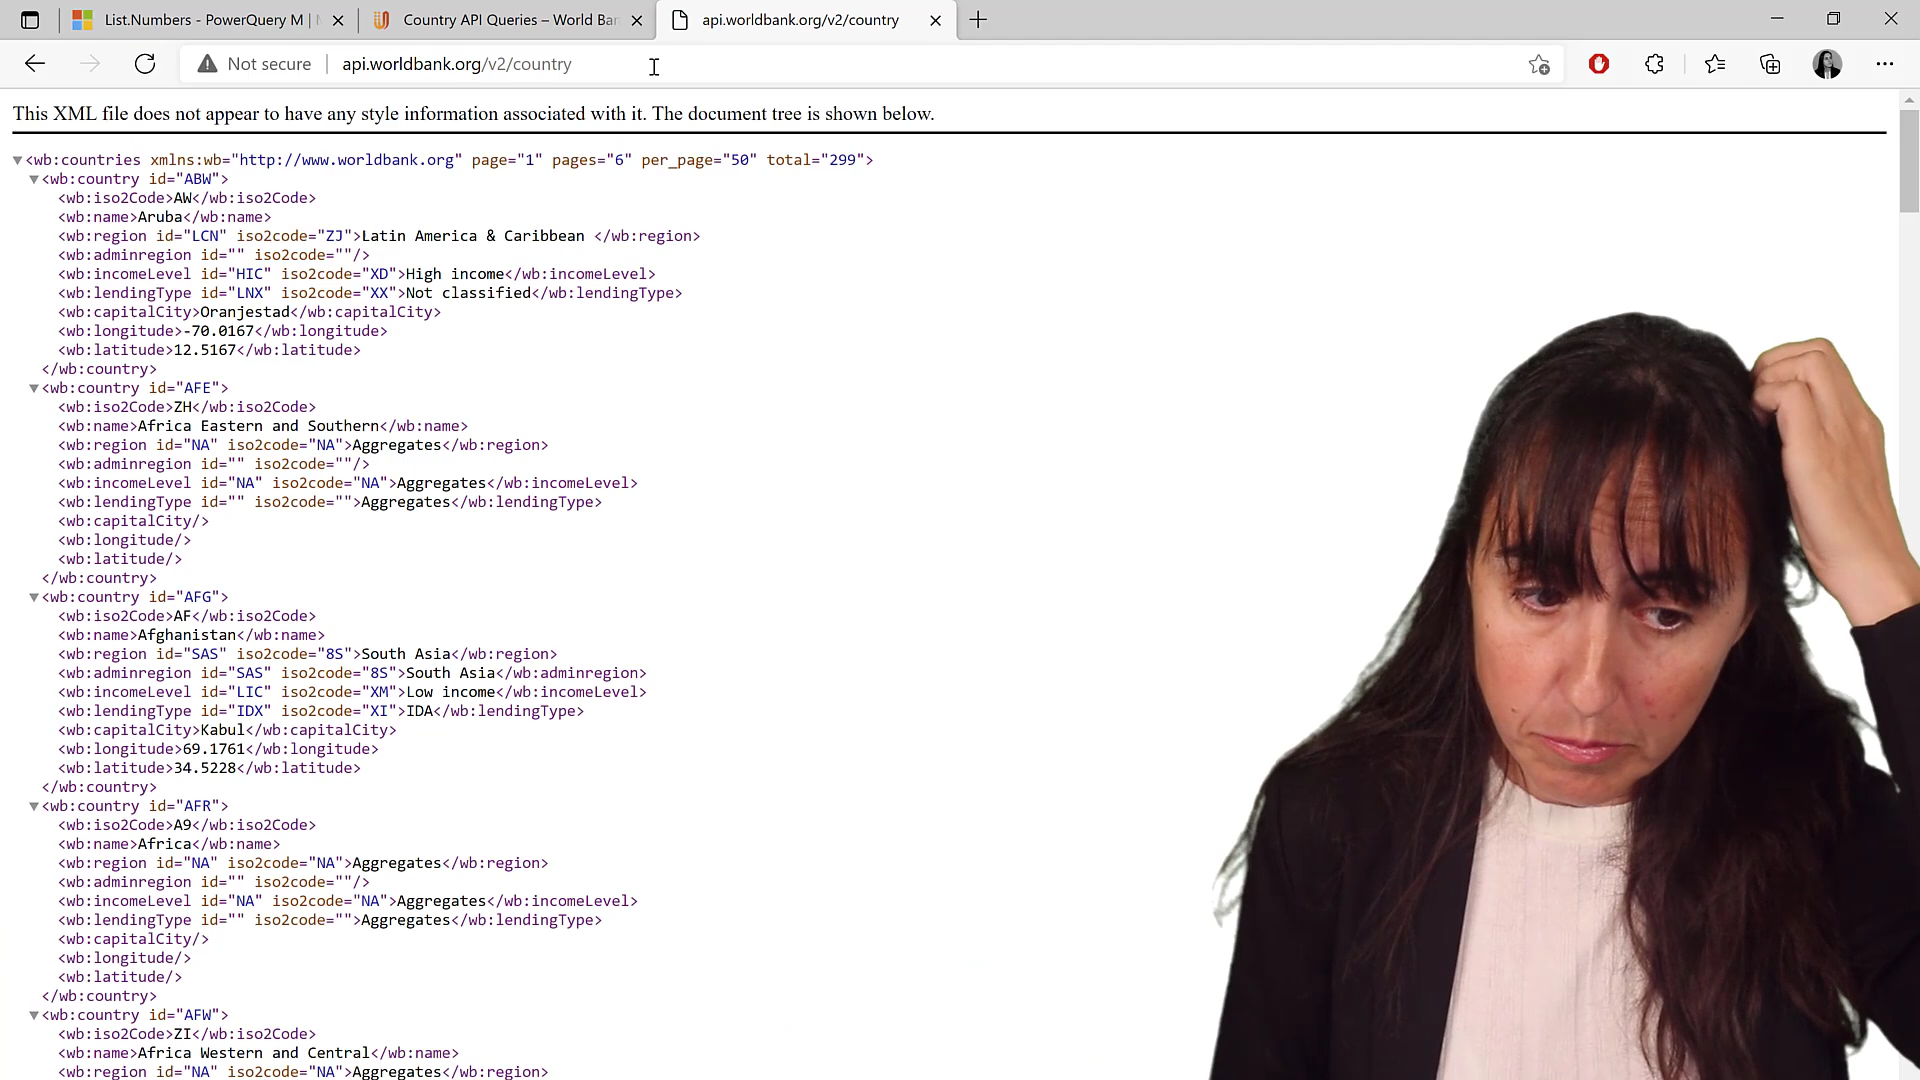 List.Numbers - PowerQuery M |
Country API Queries – World Ba
api.worldbank.org/v2/country
Not secure
api.worldbank.org/v2/country
This XML file does not appear to have any style information associated with it. The document tree is shown below.
<wb:countries xmlns:wb="http://www.worldbank.org" page="1" pages="6" per_page="50" total="299">
<wb:country id="ABW">
<wb:iso2Code>AW</wb:iso2Code>
<wb:name>Aruba</wb:name>
<wb:region id="LCN" iso2code="ZJ">Latin America & Caribbean </wb:region>
<wb:adminregion id="" iso2code=""/>
<wb:incomeLevel id="HIC" iso2code="XD">High income</wb:incomeLevel>
<wb:lendingType id="LNX" iso2code="XX">Not classified</wb:lendingType>
<wb:capitalCity>Oranjestad</wb:capitalCity>
<wb:longitude>-70.0167</wb:longitude>
<wb:latitude>12.5167</wb:latitude>
</wb:country>
<wb:country id="AFE">
<wb:iso2Code>ZH</wb:iso2Code>
<wb:name>Africa Eastern and Southern</wb:name>
<wb:region id="NA" iso2code="NA">Aggregates</wb:region>
<wb:adminregion id="" iso2code=""/>
<wb:incomeLevel id="NA" iso2code="NA">Aggregates</wb:incomeLevel>
<wb:lendingType id="" iso2code="">Aggregates</wb:lendingType>
<wb:capitalCity/>
<wb:longitude/>
<wb:latitude/>
</wb:country>
<wb:country id="AFG">
<wb:iso2Code>AF</wb:iso2Code>
<wb:name>Afghanistan</wb:name>
<wb:region id="SAS" iso2code="8S">South Asia</wb:region>
<wb:adminregion id="SAS" iso2code="8S">South Asia</wb:adminregion>
<wb:incomeLevel id="LIC" iso2code="XM">Low income</wb:incomeLevel>
<wb:lendingType id="IDX" iso2code="XI">IDA</wb:lendingType>
<wb:capitalCity>Kabul</wb:capitalCity>
<wb:longitude>69.1761</wb:longitude>
<wb:latitude>34.5228</wb:latitude>
</wb:country>
<wb:country id="AFR">
<wb:iso2Code>A9</wb:iso2Code>
<wb:name>Africa</wb:name>
<wb:region id="NA" iso2code="NA">Aggregates</wb:region>
<wb:adminregion id="" iso2code=""/>
<wb:incomeLevel id="NA" iso2code="NA">Aggregates</wb:incomeLevel>
<wb:lendingType id="" iso2code="">Aggregates</wb:lendingType>
<wb:capitalCity/>
<wb:longitude/>
<wb:latitude/>
</wb:country>
<wb:country id="AFW">
<wb:iso2Code>ZI</wb:iso2Code>
<wb:name>Africa Western and Central</wb:name>
<wb:region id="NA" iso2code="NA">Aggregates</wb:region>